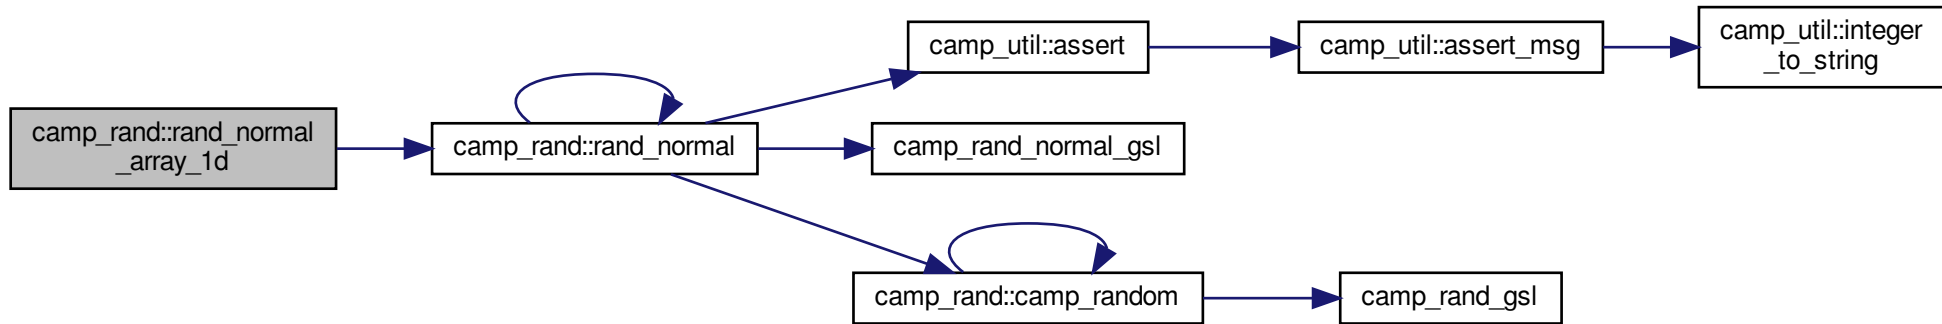 camp_rand::rand_normal
_array_1d
camp_rand::rand_normal
camp_util::assert
camp_util::assert_msg
camp_util::integer
_to_string
camp_rand_normal_gsl
camp_rand::camp_random
camp_rand_gsl